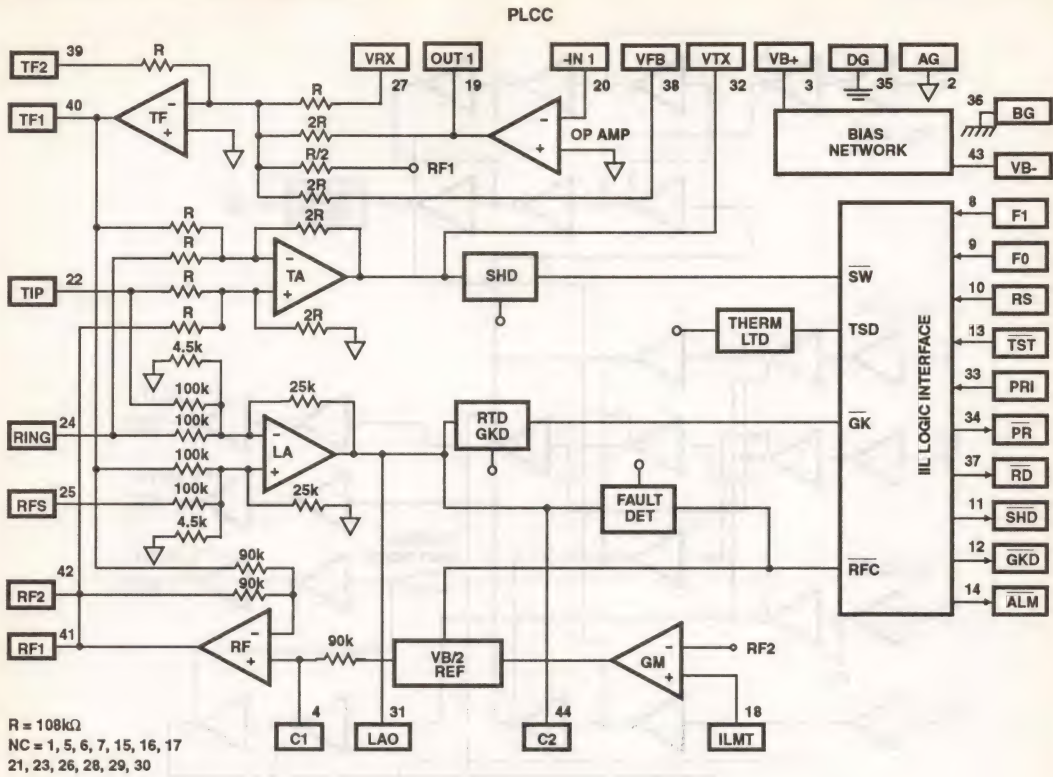 PLCC
TF2
39
R
VRX
27
OUT 1
19
-IN 1
20
VFB
38
VTX
32
VB+
3
DG
35
AG
2
TF1
40
-
TF
+
R
2R
R/2
RF1
2R
-
+
OP AMP
BIAS
NETWORK
36
BG
43
VB-
R
R
R
R
2R
-
TA
+
2R
TIP
22
SHD
THERM
LTD
SW
TSD
GK
RFC
IIL LOGIC INTERFACE
8
F1
9
F0
10
RS
13
TST
33
PRI
34
PR
37
RD
11
SHD
12
GKD
14
ALM
4.5k
100k
100k
100k
100k
4.5k
25k
-
LA
+
25k
RING
24
RFS
25
RTD
GKD
FAULT
DET
RF2
42
RF1
41
90k
90k
-
RF
+
90k
VB/2
REF
-
GM
+
RF2
4
C1
31
LAO
44
C2
18
ILMT
R = 108kΩ
NC = 1, 5, 6, 7, 15, 16, 17
21, 23, 26, 28, 29, 30